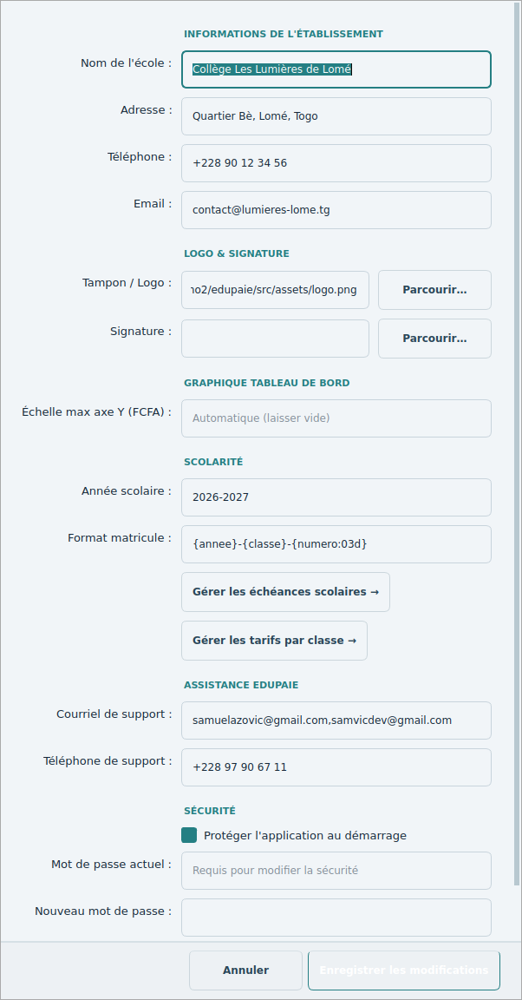 INFORMATIONS DE L'ÉTABLISSEMENT
Nom de l'école : Collège Les Lumières de Lomé
Adresse : Quartier Bè, Lomé, Togo
Téléphone : +228 90 12 34 56
Email : contact@lumieres-lome.tg
LOGO & SIGNATURE
Tampon / Logo : no2/edupaie/src/assets/logo.png Parcourir...
Signature : Parcourir...
GRAPHIQUE TABLEAU DE BORD
Échelle max axe Y (FCFA) : Automatique (laisser vide)
SCOLARITÉ
Année scolaire : 2026-2027
Format matricule : {annee}-{classe}-{numero:03d}
Gérer les échéances scolaires →
Gérer les tarifs par classe →
ASSISTANCE EDUPAIE
Courriel de support : samuelazovic@gmail.com,samvicdev@gmail.com
Téléphone de support : +228 97 90 67 11
SÉCURITÉ
Protéger l'application au démarrage
Mot de passe actuel : Requis pour modifier la sécurité
Nouveau mot de passe :
Annuler Enregistrer les modifications